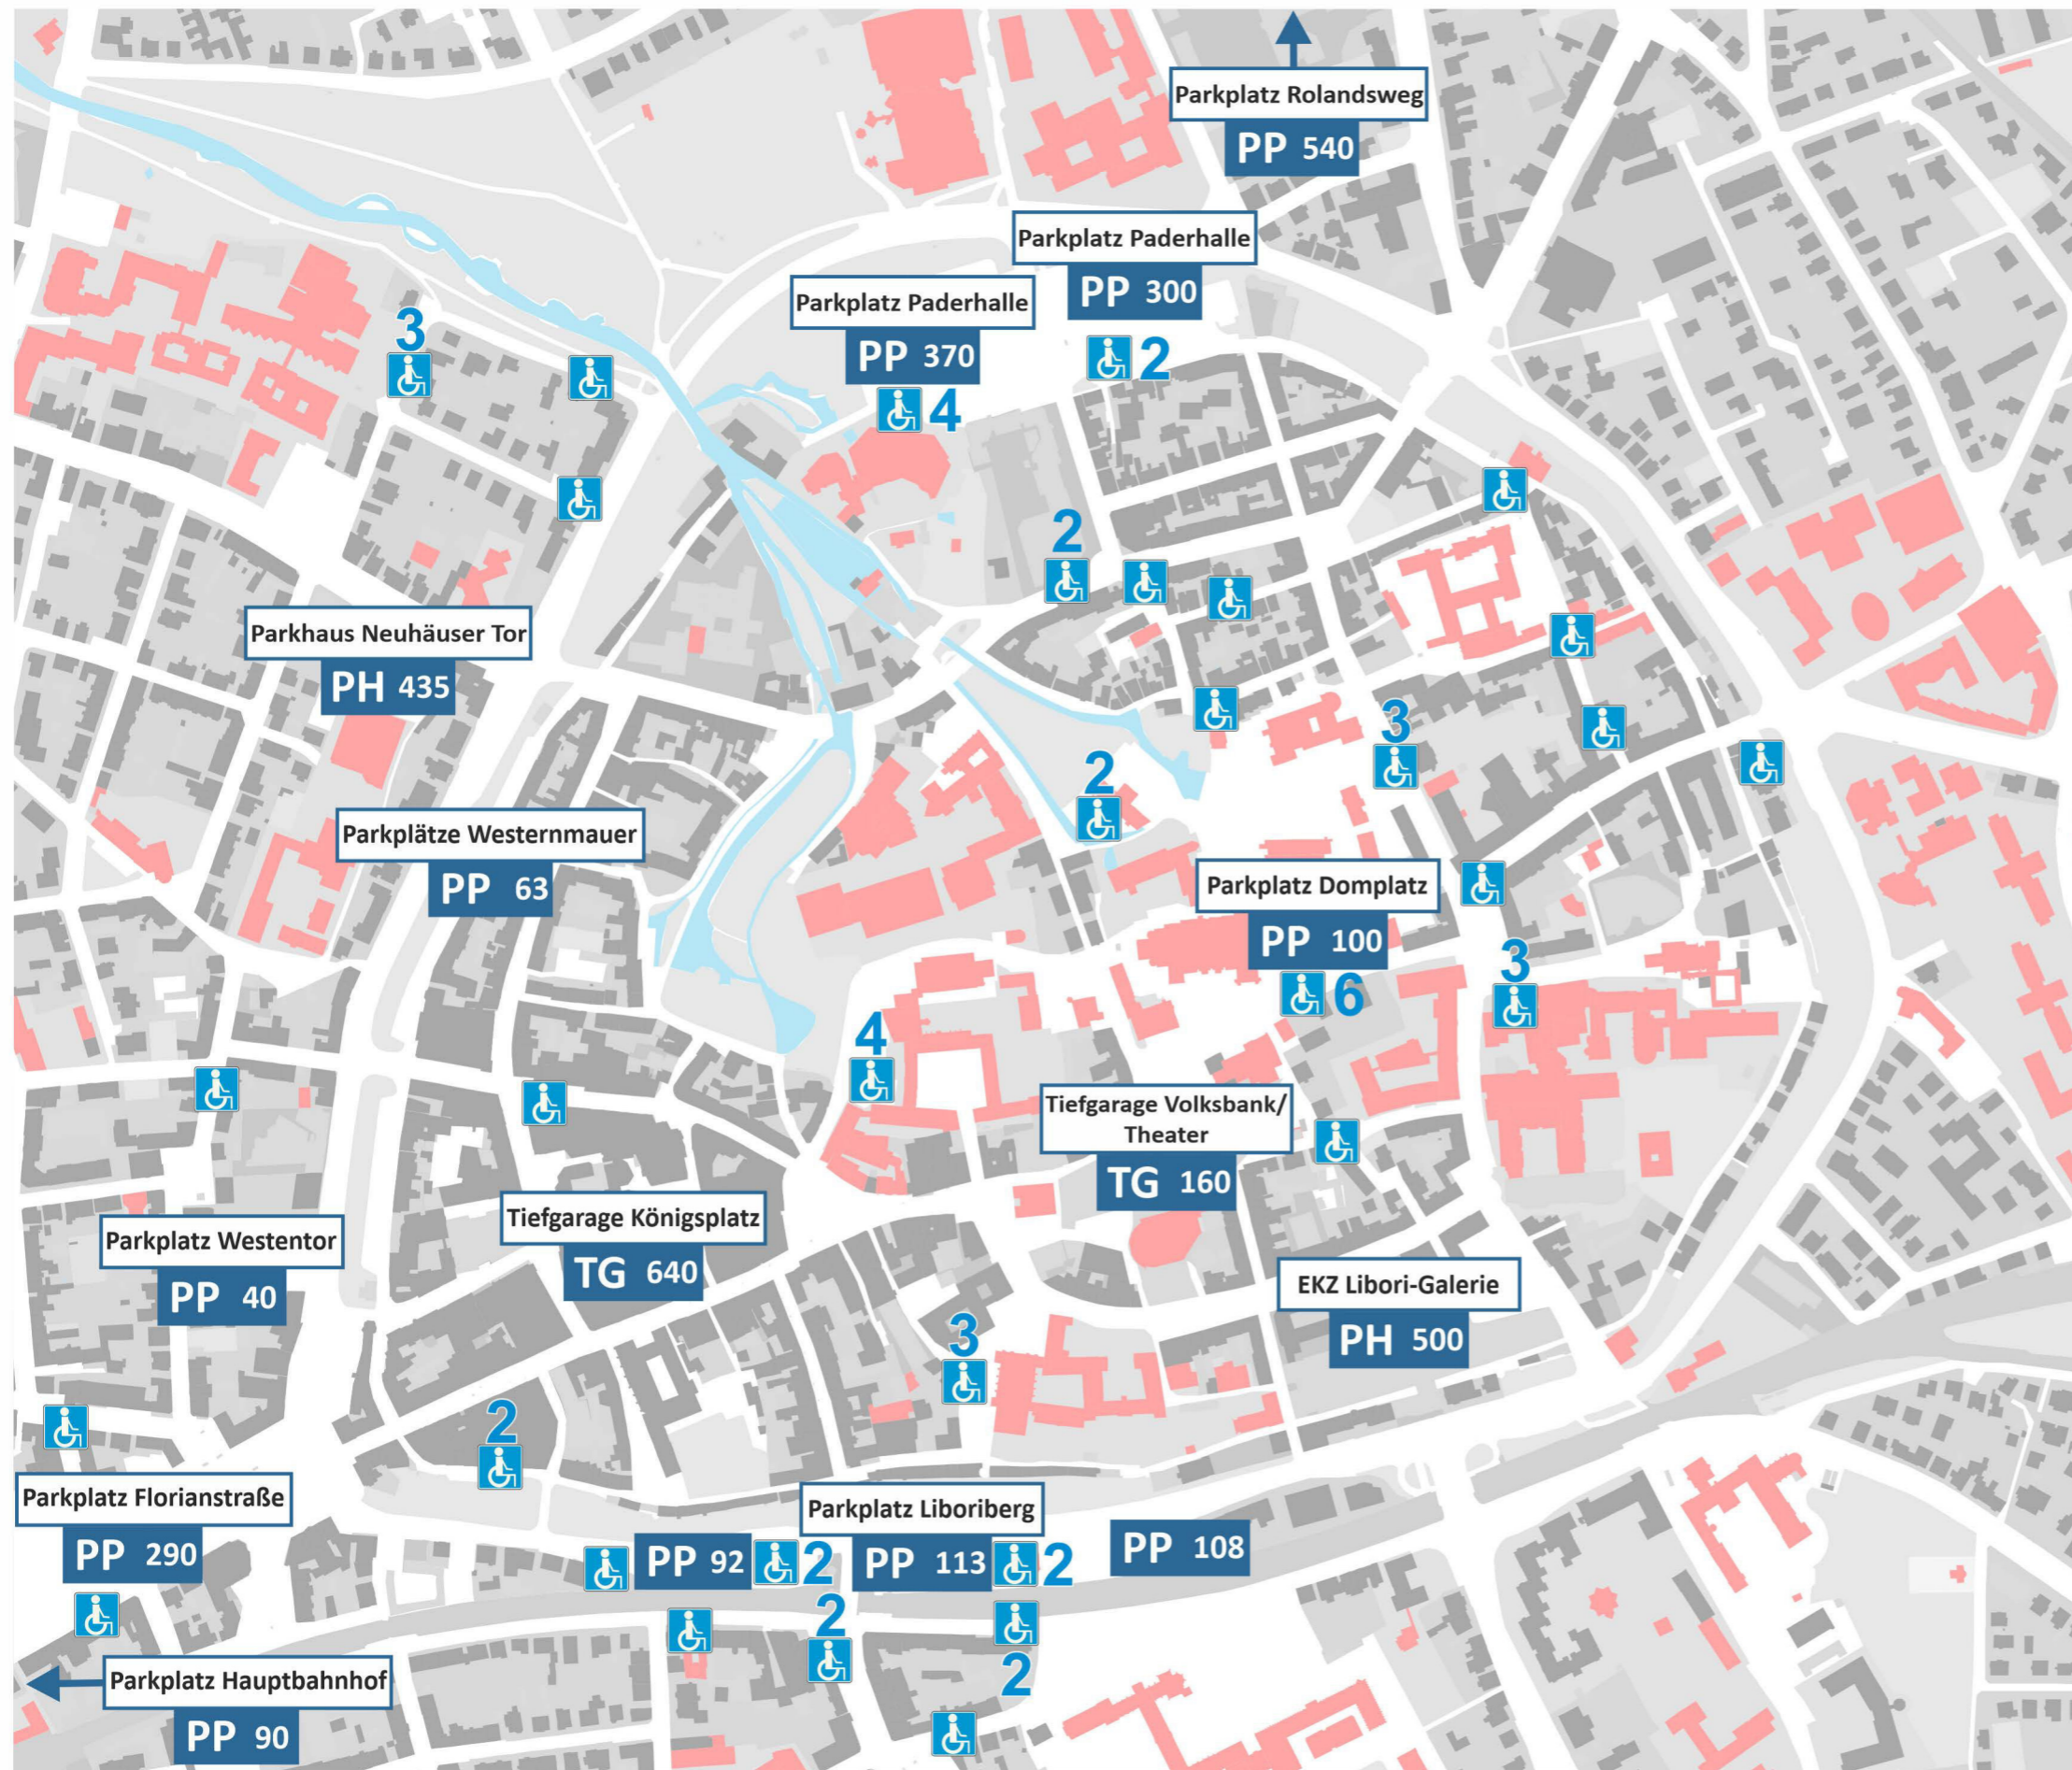 Parkplatz Rolandsweg
PP 540
Parkplatz Paderhalle
PP 300
Parkplatz Paderhalle
PP 370
3
2
4
2
Parkhaus Neuhäuser Tor
PH 435
3
2
Parkplätze Westernmauer
PP 63
Parkplatz Domplatz
PP 100
3
6
4
Tiefgarage Volksbank/
Theater
TG 160
Tiefgarage Königsplatz
TG 640
Parkplatz Westentor
PP 40
EKZ Libori-Galerie
PH 500
3
2
Parkplatz Florianstraße
PP 290
Parkplatz Liboriberg
PP 92
2
PP 113
2
PP 108
2
2
Parkplatz Hauptbahnhof
PP 90